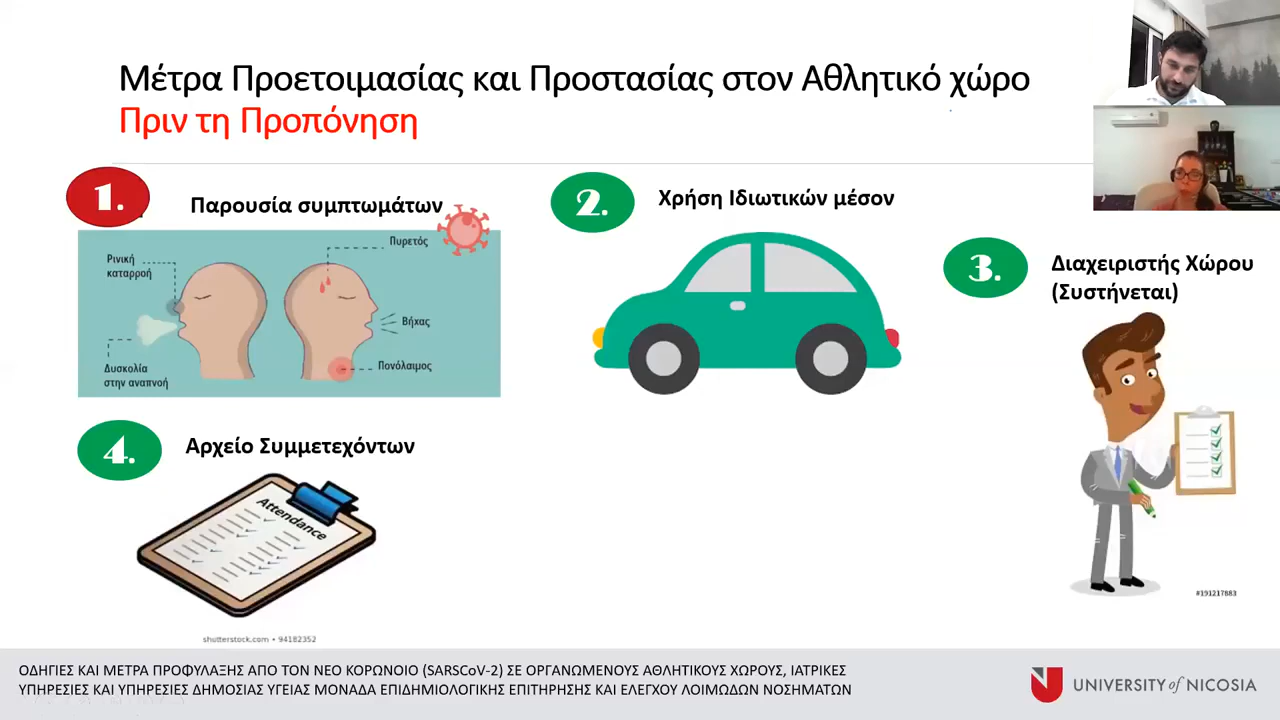 Μέτρα Προετοιμασίας και Προστασίας στον Αθλητικό χώρο
Πριν τη Προπόνηση
1.
Παρουσία συμπτωμάτων
Πυρετός
Ρινική
καταρροή
Βήχας
Δυσκολία
στην αναπνοή
Πονόλαιμος
2.
Χρήση Ιδιωτικών μέσον
3.
Διαχειριστής Χώρου
(Συστήνεται)
#191217883
4.
Αρχείο Συμμετεχόντων
Attendance
shutterstock.com • 94182352
ΟΔΗΓΙΕΣ ΚΑΙ ΜΕΤΡΑ ΠΡΟΦΥΛΑΞΗΣ ΑΠΟ ΤΟΝ ΝΕΟ ΚΟΡΩΝΟΙΟ (SARSCoV-2) ΣΕ ΟΡΓΑΝΩΜΕΝΟΥΣ ΑΘΛΗΤΙΚΟΥΣ ΧΩΡΟΥΣ, ΙΑΤΡΙΚΕΣ
ΥΠΗΡΕΣΙΕΣ ΚΑΙ ΥΠΗΡΕΣΙΕΣ ΔΗΜΟΣΙΑΣ ΥΓΕΙΑΣ ΜΟΝΑΔΑ ΕΠΙΔΗΜΙΟΛΟΓΙΚΗΣ ΕΠΙΤΗΡΗΣΗΣ ΚΑΙ ΕΛΕΓΧΟΥ ΛΟΙΜΩΔΩΝ ΝΟΣΗΜΑΤΩΝ
UNIVERSITY of NICOSIA